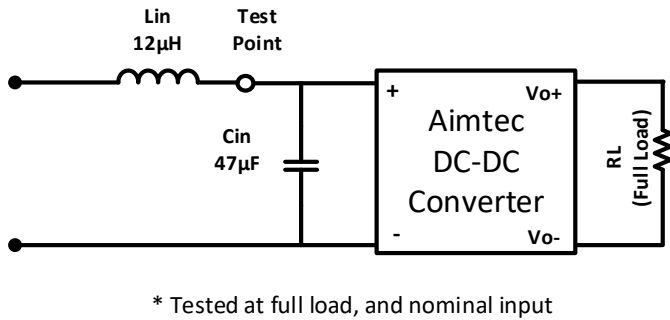 Lin
12µH
Test
Point
Cin
47µF
+
-
Aimtec
DC-DC
Converter
Vo+
Vo-
RL
(Full Load)
* Tested at full load, and nominal input